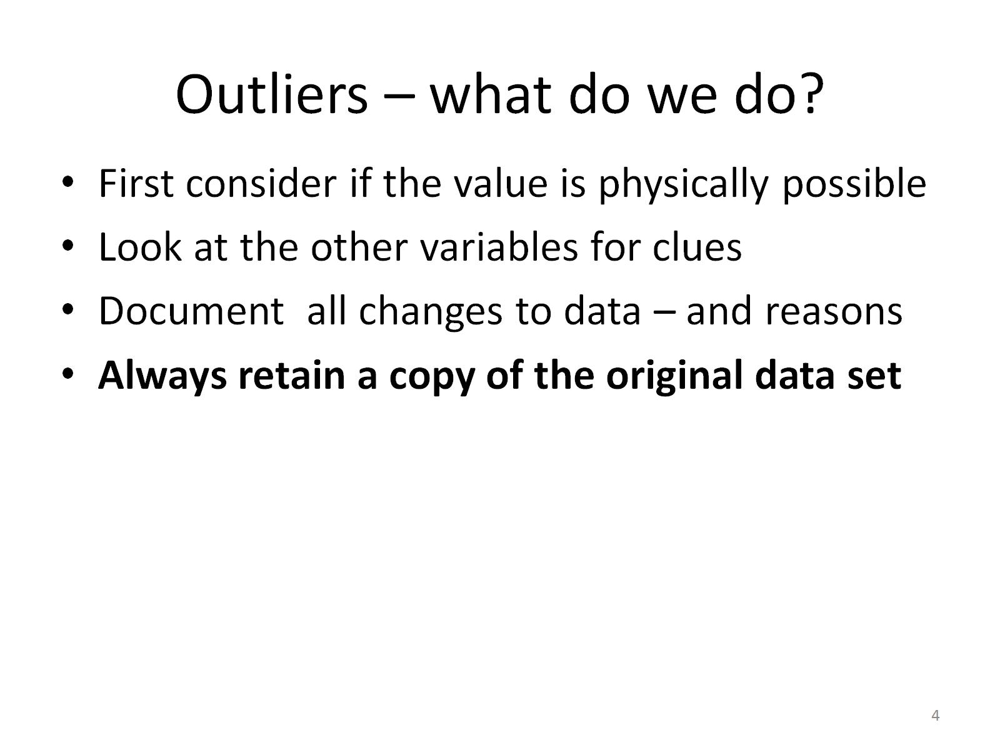 Outliers – what do we do?
• First consider if the value is physically possible
• Look at the other variables for clues
• Document  all changes to data – and reasons
• Always retain a copy of the original data set
4